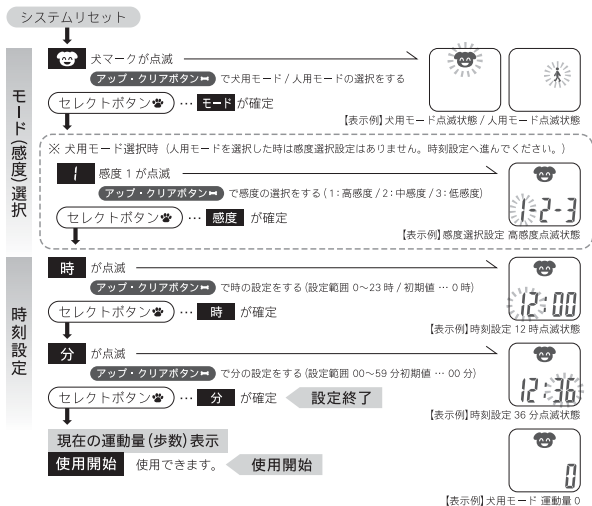 システムリセット
モード(感度)選択
犬マークが点滅
アップ・クリアボタン で犬用モード / 人用モードの選択をする
セレクトボタン … モード が確定
【表示例】犬用モード点滅状態 / 人用モード点滅状態
※ 犬用モード選択時 (人用モードを選択した時は感度選択設定はありません。時刻設定へ進んでください。)
1 感度 1 が点滅
アップ・クリアボタン で感度の選択をする (1:高感度 / 2:中感度 / 3:低感度)
セレクトボタン … 感度 が確定
1-2-3
【表示例】感度選択設定 高感度点滅状態
時刻設定
時 が点滅
アップ・クリアボタン で時の設定をする (設定範囲 0〜23 時 / 初期値 … 0 時)
セレクトボタン … 時 が確定
12:00
【表示例】時刻設定 12 時点滅状態
分 が点滅
アップ・クリアボタン で分の設定をする (設定範囲 00〜59 分初期値 … 00 分)
セレクトボタン … 分 が確定 設定終了
12:36
【表示例】時刻設定 36 分点滅状態
現在の運動量(歩数)表示
使用開始 使用できます。 使用開始
0
【表示例】犬用モード 運動量 0